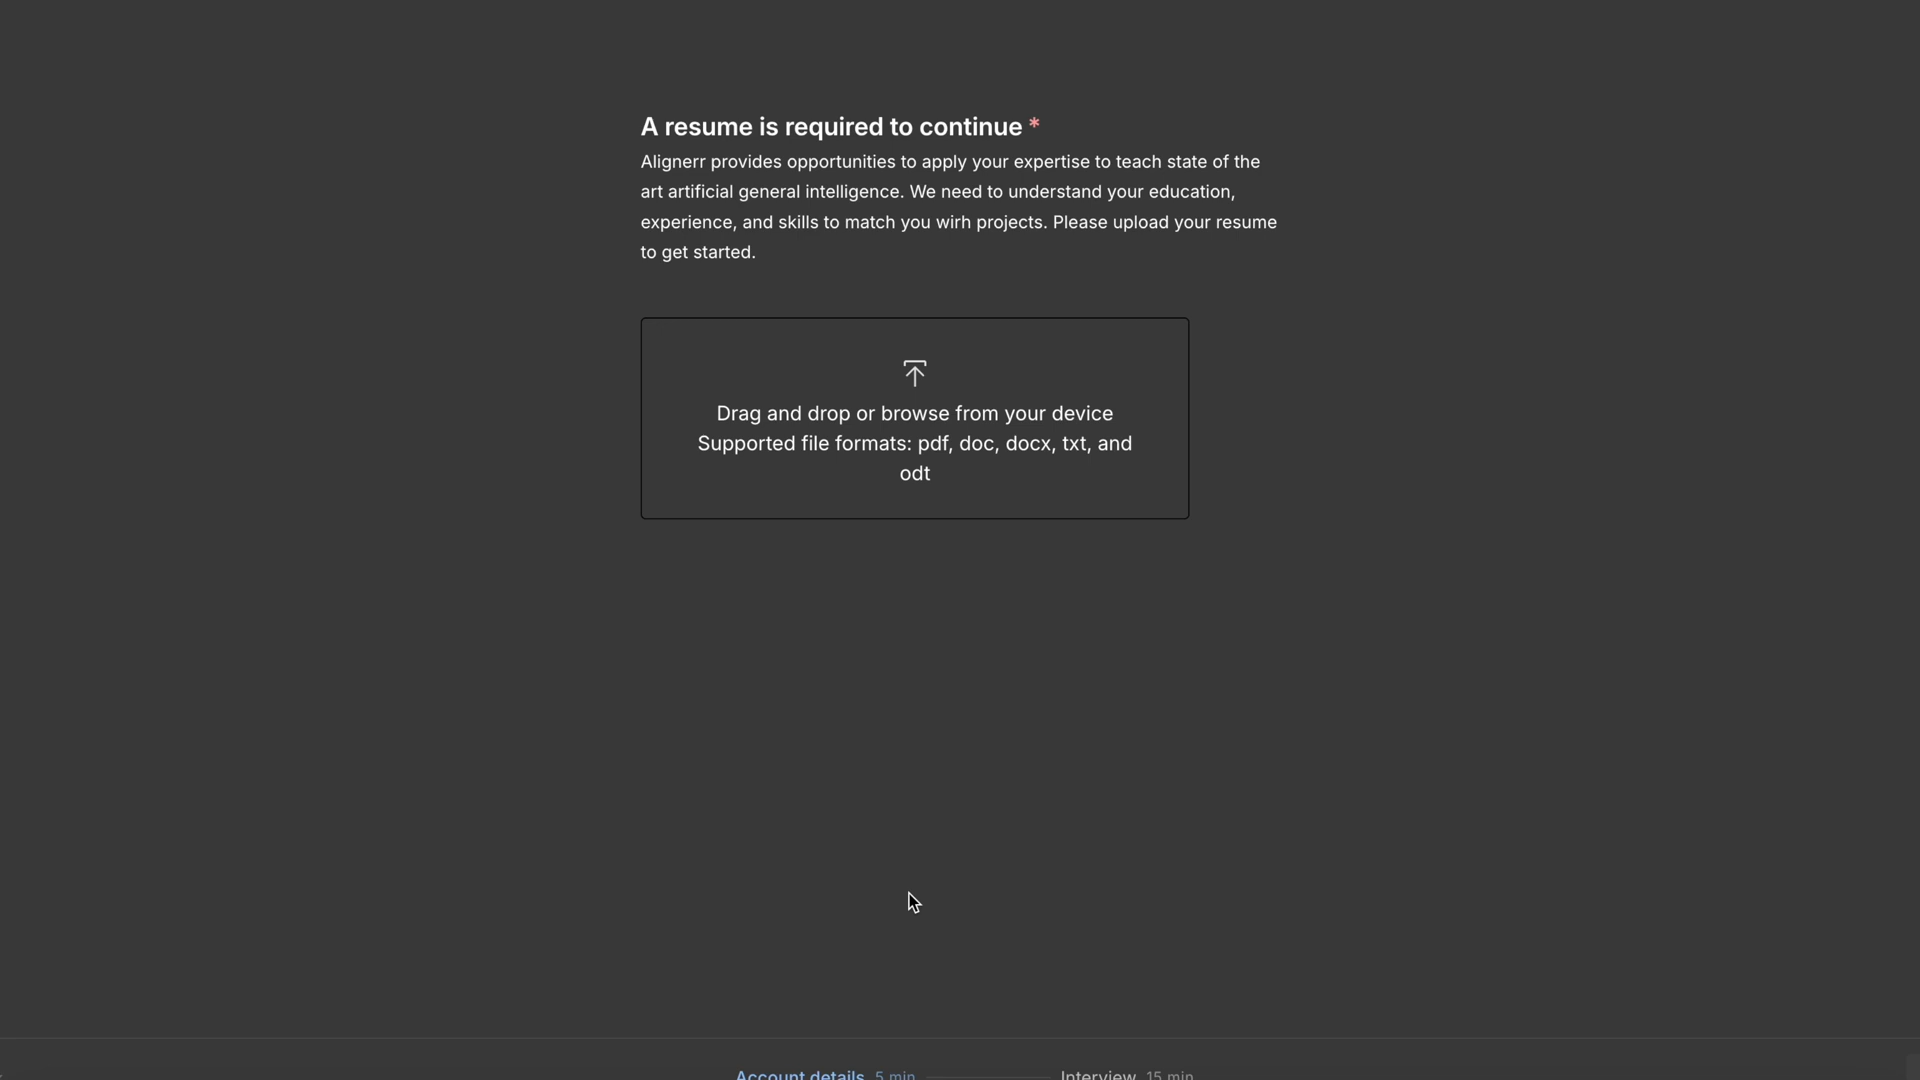 A resume is required to continue *
Alignerr provides opportunities to apply your expertise to teach state of the
art artificial general intelligence. We need to understand your education,
experience, and skills to match you wirh projects. Please upload your resume
to get started.
Drag and drop or browse from your device
Supported file formats: pdf, doc, docx, txt, and
odt
Account details 5 min Interview 15 min